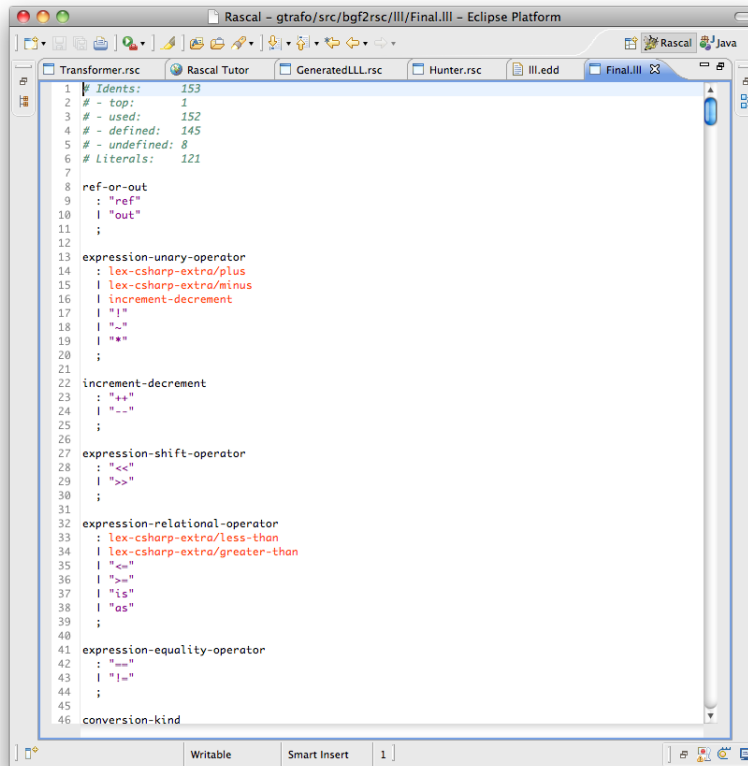 Rascal - gtrafo/src/bgf2rsc/lll/Final.lll - Eclipse Platform
Rascal Java
Transformer.rsc Rascal Tutor GeneratedLLL.rsc Hunter.rsc lll.edd Final.lll
1 # Idents: 153
2 # - top: 1
3 # - used: 152
4 # - defined: 145
5 # - undefined: 8
6 # Literals: 121
7
8 ref-or-out
9 : "ref"
10 | "out"
11 ;
12
13 expression-unary-operator
14 : lex-csharp-extra/plus
15 | lex-csharp-extra/minus
16 | increment-decrement
17 | "!"
18 | "~"
19 | "*"
20 ;
21
22 increment-decrement
23 : "++"
24 | "--"
25 ;
26
27 expression-shift-operator
28 : "<<"
29 | ">>"
30 ;
31
32 expression-relational-operator
33 : lex-csharp-extra/less-than
34 | lex-csharp-extra/greater-than
35 | "<="
36 | ">="
37 | "is"
38 | "as"
39 ;
40
41 expression-equality-operator
42 : "=="
43 | "!="
44 ;
45
46 conversion-kind
Writable Smart Insert 1